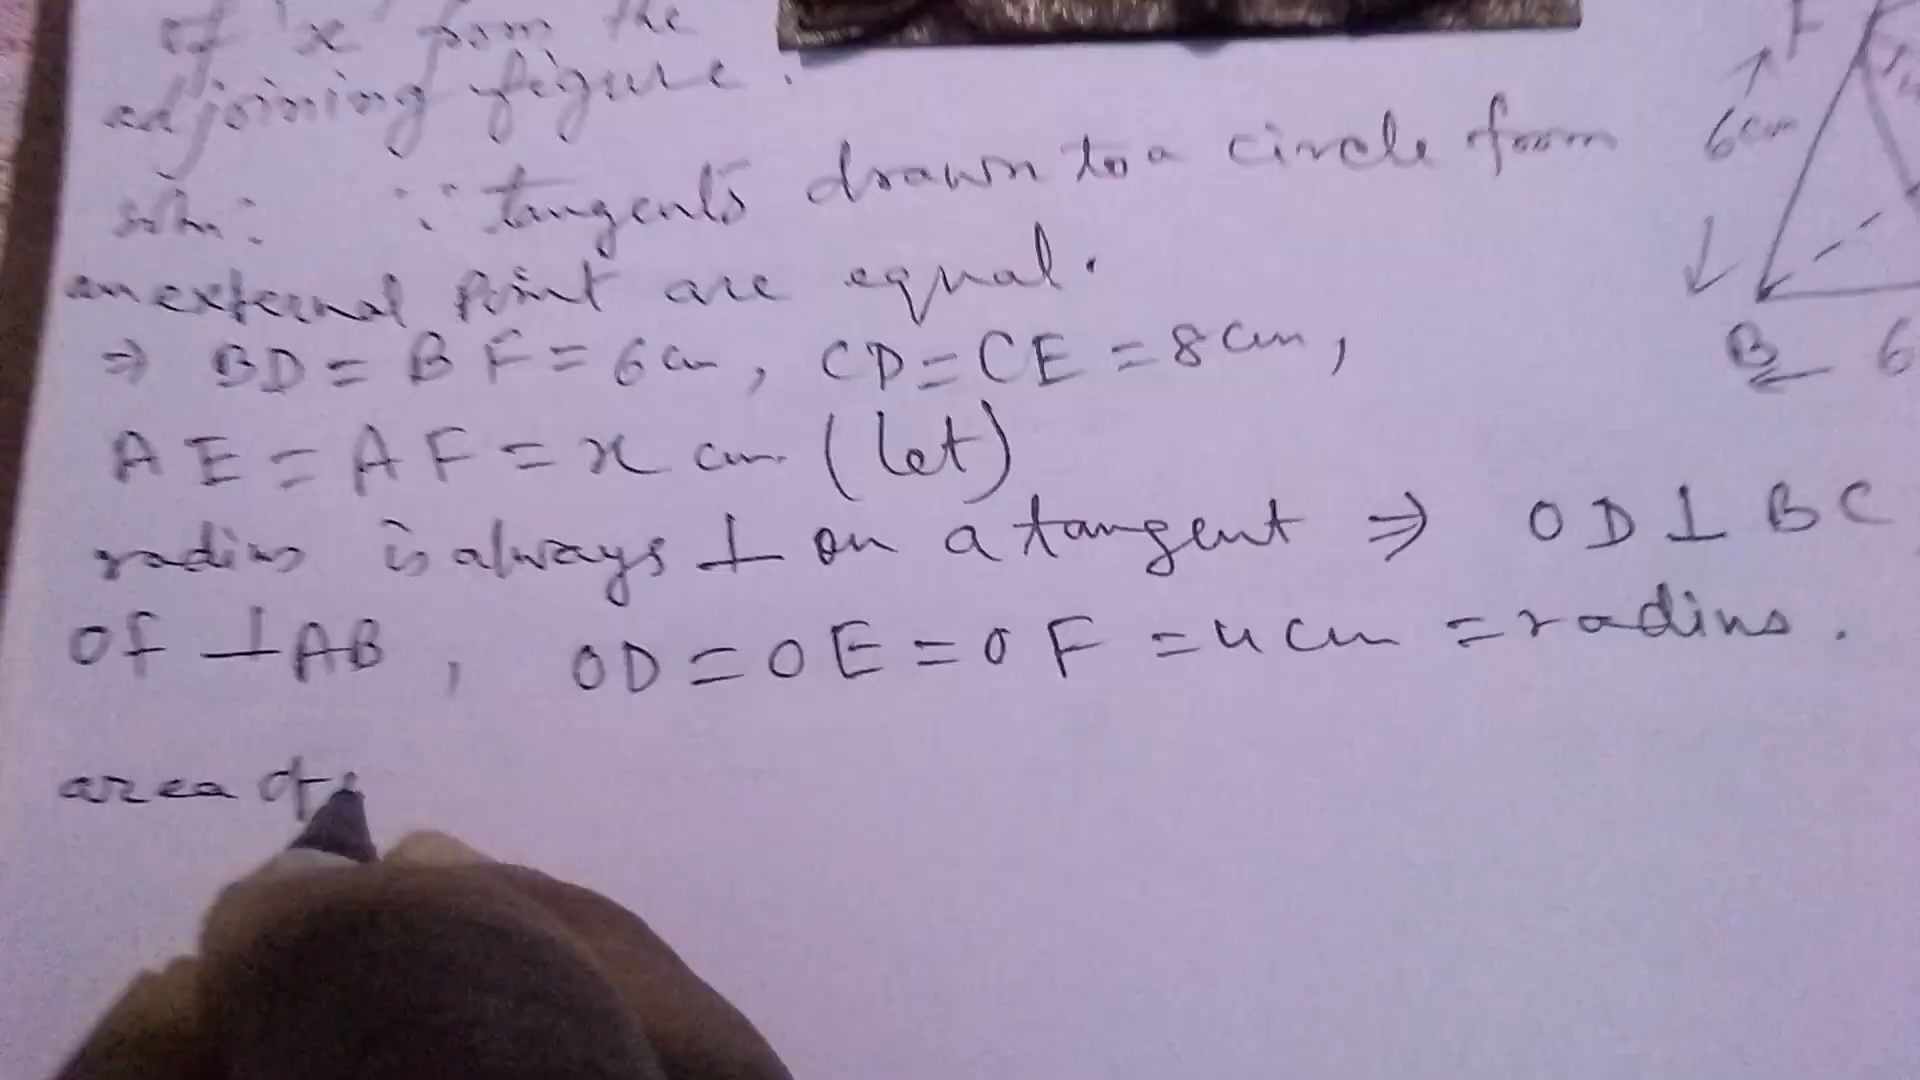 of x from the
adjoining figure.
soln: ∵ tangents drawn to a circle from
an external point are equal.
⇒ BD = BF = 6 cm, CD = CE = 8 cm,
AE = AF = x cm (let)
radius is always ⊥ on a tangent ⇒ OD ⊥ BC
OF ⊥ AB, OD = OE = OF = 4 cm = radius.
area of
F
6 cm
B 6